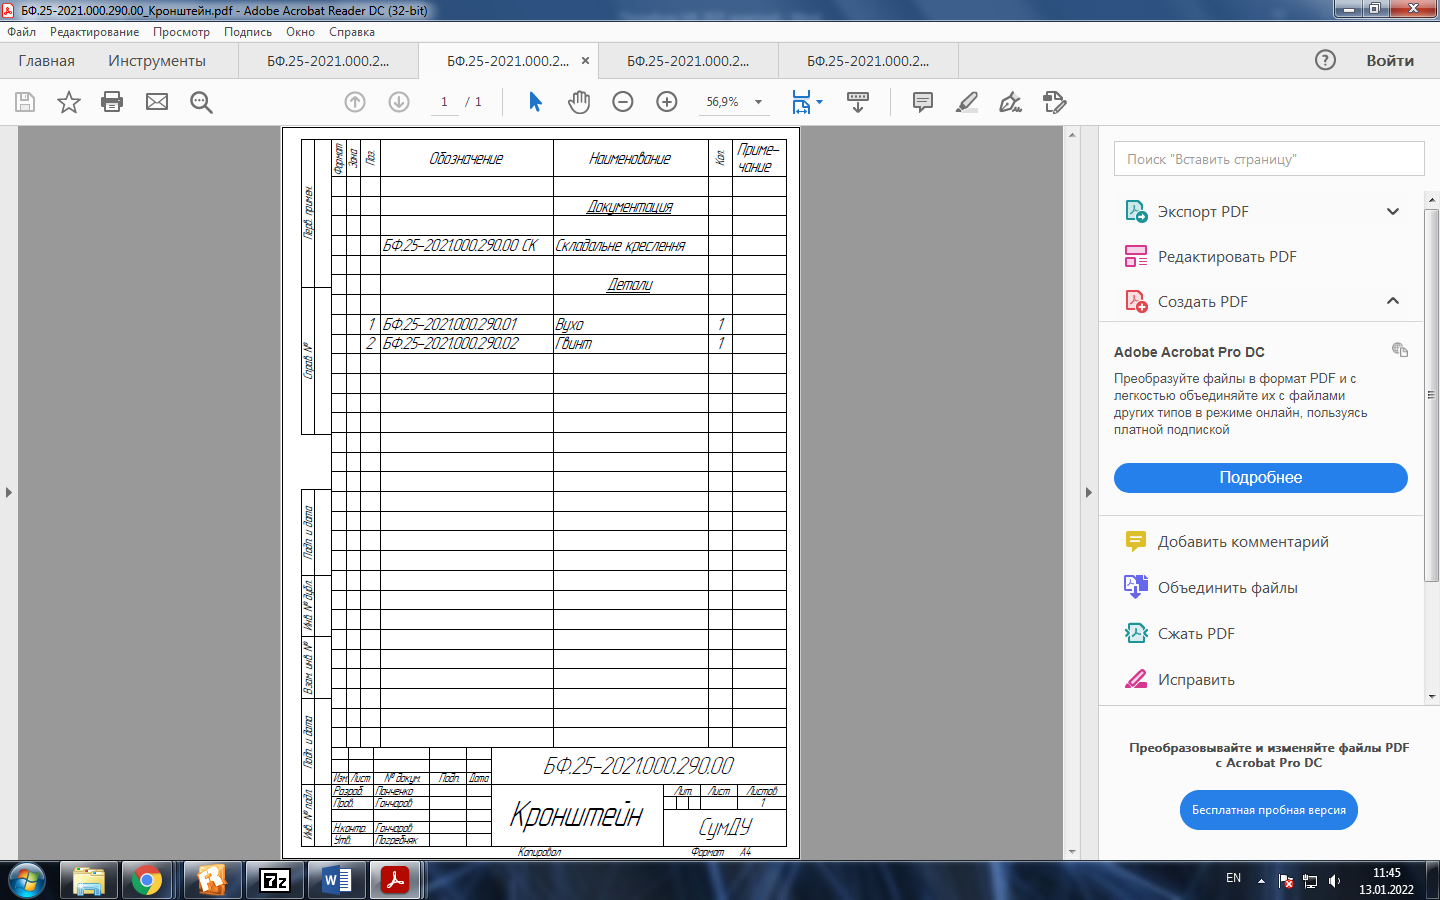 БФ.25-2021.000.290.00_Кронштейн.pdf - Adobe Acrobat Reader DC (32-bit)
Файл Редактирование Просмотр Подпись Окно Справка
Главная Инструменты БФ.25-2021.000.2... БФ.25-2021.000.2... × БФ.25-2021.000.2... БФ.25-2021.000.2... ? Войти
1 / 1 56,9%
Формат Зона Поз. Обозначение Наименование Кол. Приме-
чание
Документация
БФ.25-2021.000.290.00 СК Складальне креслення
Детали
1 БФ.25-2021.000.290.01 Вухо 1
2 БФ.25-2021.000.290.02 Гвинт 1
Перв. примен.
Справ. №
Подп. и дата
Инв. № дубл.
Взам. инв. №
Подп. и дата
Инв. № подл.
БФ.25-2021.000.290.00
Изм. Лист № докум. Подп. Дата
Разраб. Панченко
Пров. Гончаров
Н.контр. Гончаров
Утв. Погребняк
Кронштейн
Лит. Лист Листов
1
СумДУ
Копировал Формат А4
Поиск "Вставить страницу"
Экспорт PDF
Редактировать PDF
Создать PDF
Adobe Acrobat Pro DC
Преобразуйте файлы в формат PDF и с
легкостью объединяйте их с файлами
других типов в режиме онлайн, пользуясь
платной подпиской
Подробнее
Добавить комментарий
Объединить файлы
Сжать PDF
Исправить
Преобразовывайте и изменяйте файлы PDF
с Acrobat Pro DC
Бесплатная пробная версия
7z W EN 11:45
13.01.2022